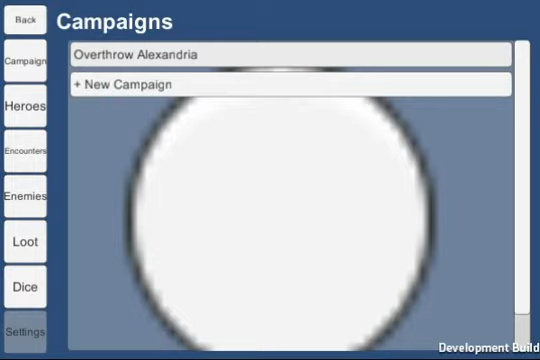 Back
Campaigns
Campaign
Overthrow Alexandria
+ New Campaign
Heroes
Encounters
Enemies
Loot
Dice
Settings
Development Build